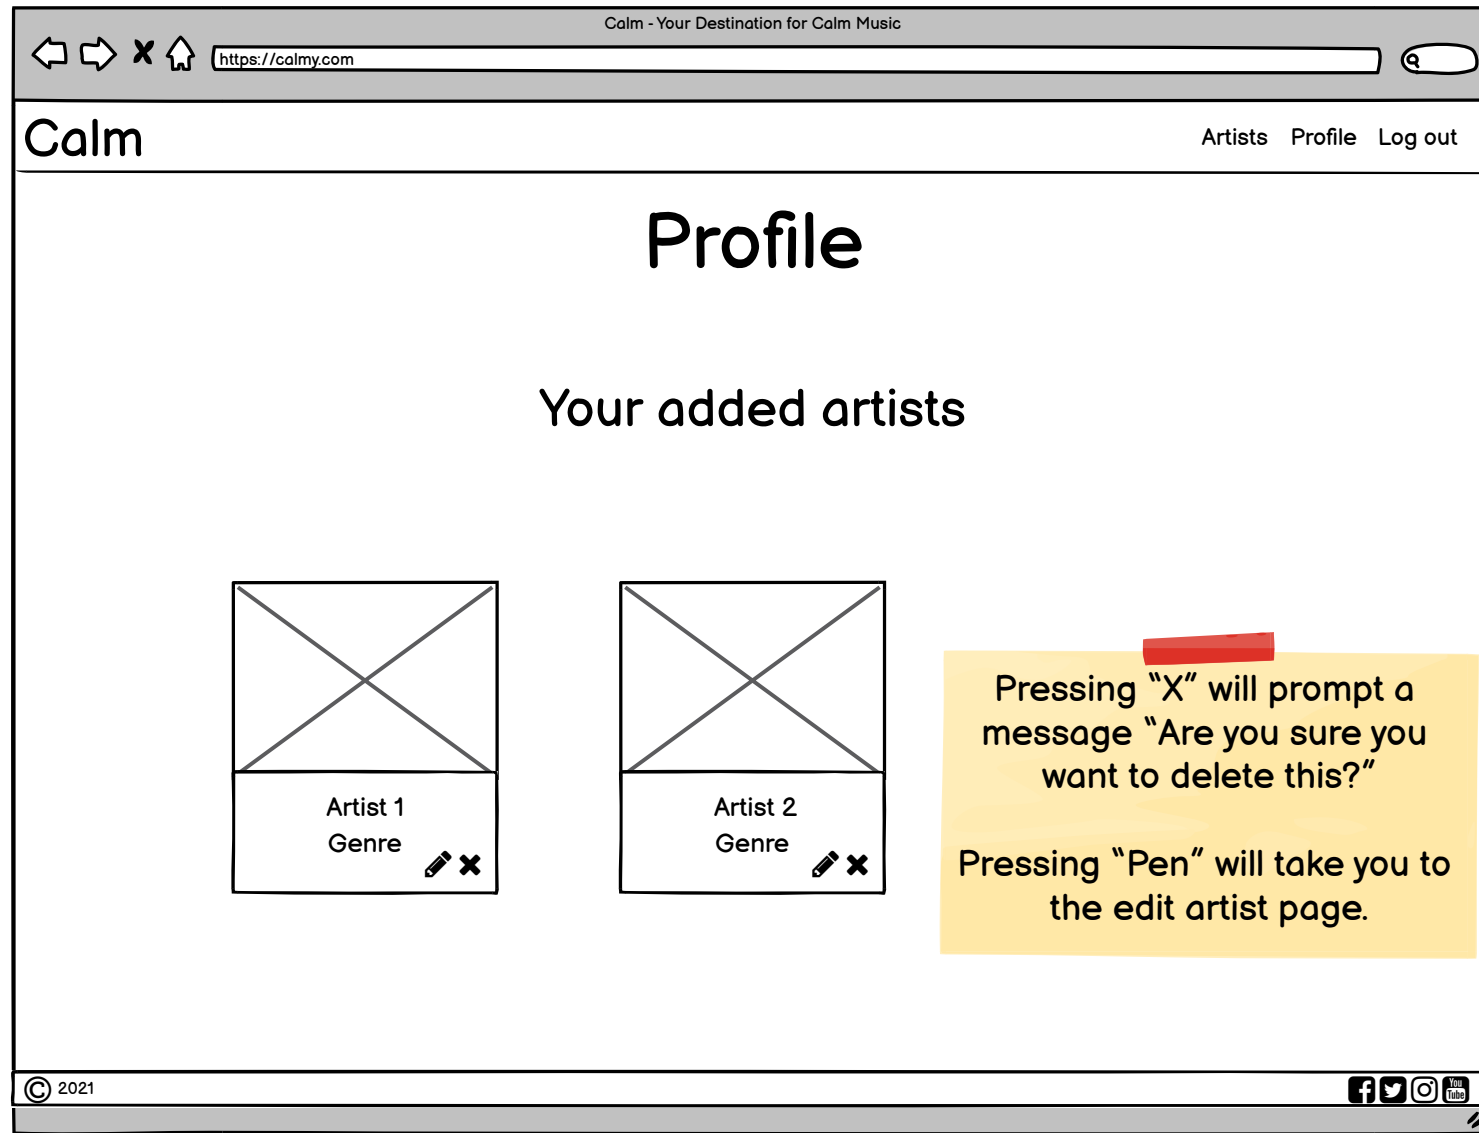 Calm - Your Destination for Calm Music
https://calmy.com
Calm
Artists Profile Log out
Profile
Your added artists
Artist 1
Genre
Artist 2
Genre
Pressing “X” will prompt a
message “Are you sure you
want to delete this?”
Pressing “Pen” will take you to
the edit artist page.
© 2021
You
Tube